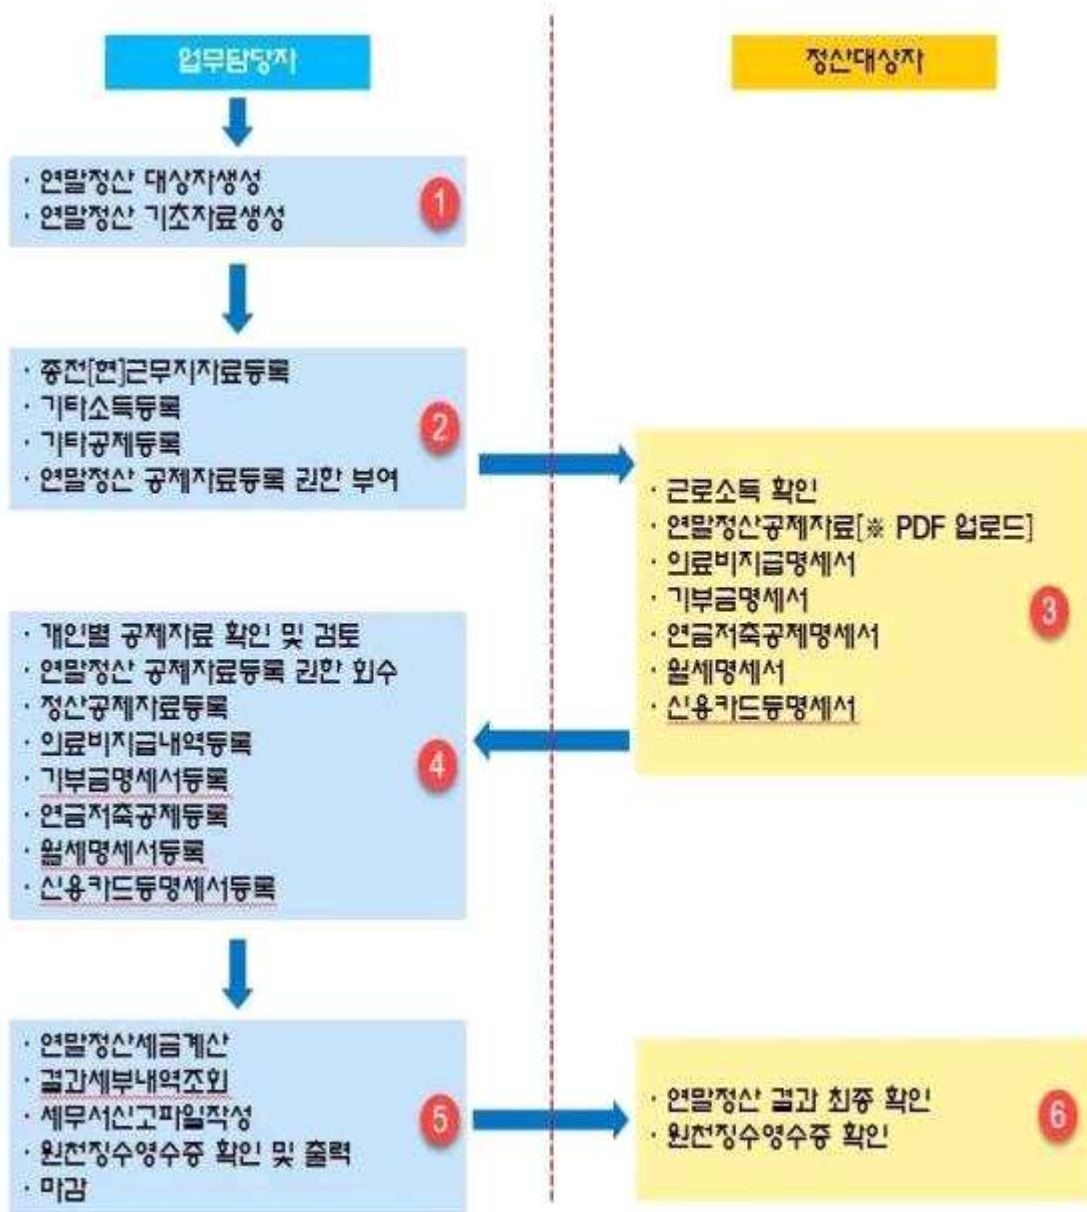 업무담당자
정산대상자
· 연말정산 대상자생성
· 연말정산 기초자료생성
1
· 종전[현]근무지자료등록
· 기타소득등록
· 기타공제등록
· 연말정산 공제자료등록 권한 부여
2
· 근로소득 확인
· 연말정산공제자료[※ PDF 업로드]
· 의료비지급명세서
· 기부금명세서
· 연금저축공제명세서
· 월세명세서
· 신용카드등명세서
3
· 개인별 공제자료 확인 및 검토
· 연말정산 공제자료등록 권한 회수
· 정산공제자료등록
· 의료비지급내역등록
· 기부금명세서등록
· 연금저축공제등록
· 월세명세서등록
· 신용카드등명세서등록
4
· 연말정산세금계산
· 결과세부내역조회
· 세무서신고파일작성
· 원천징수영수증 확인 및 출력
· 마감
5
· 연말정산 결과 최종 확인
· 원천징수영수증 확인
6